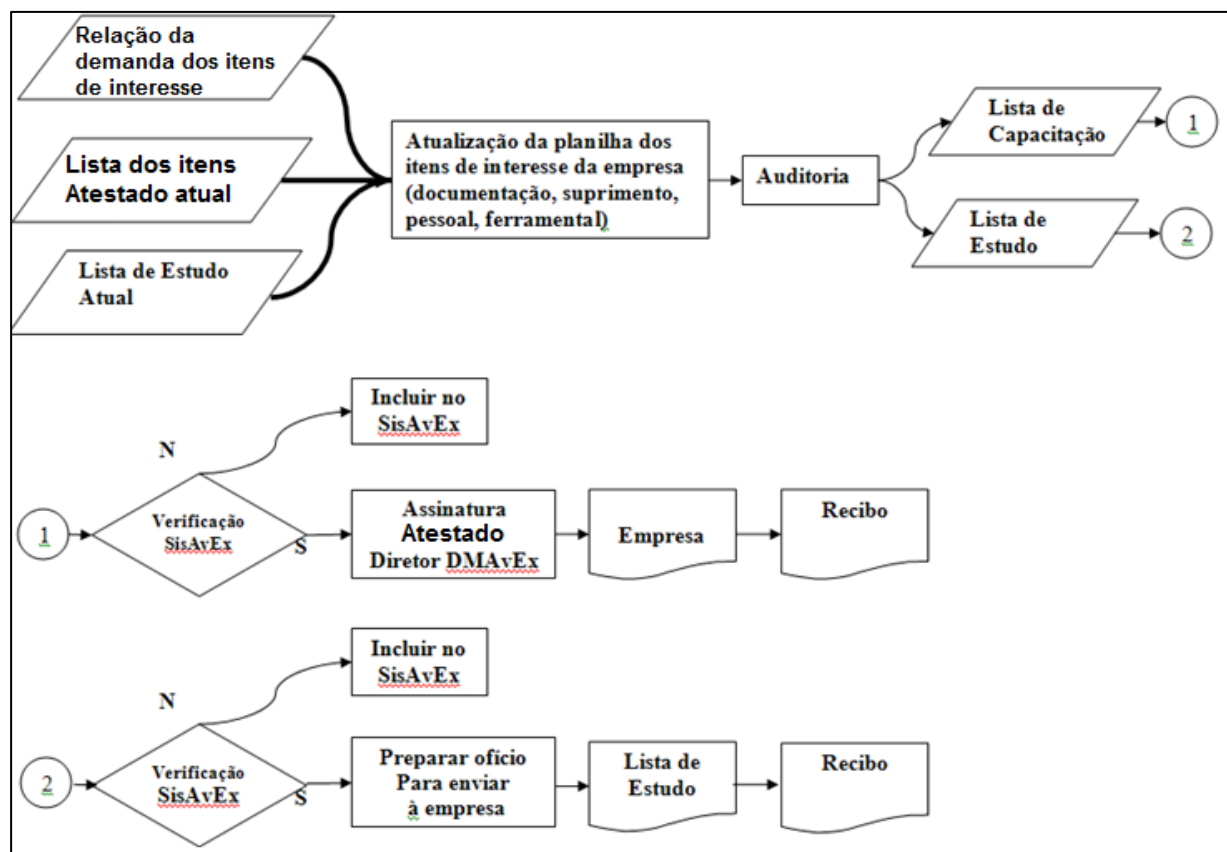 Relação da
demanda dos itens
de interesse
Lista dos itens
Atestado atual
Lista de Estudo
Atual
Atualização da planilha dos
itens de interesse da empresa
(documentação, suprimento,
pessoal, ferramental)
Auditoria
Lista de
Capacitação
1
Lista de
Estudo
2
Incluir no
SisAvEx
N
1
Verificação
SisAvEx
S
Assinatura
Atestado
Diretor DMAvEx
Empresa
Recibo
Incluir no
SisAvEx
N
2
Verificação
SisAvEx
S
Preparar ofício
Para enviar
à empresa
Lista de
Estudo
Recibo